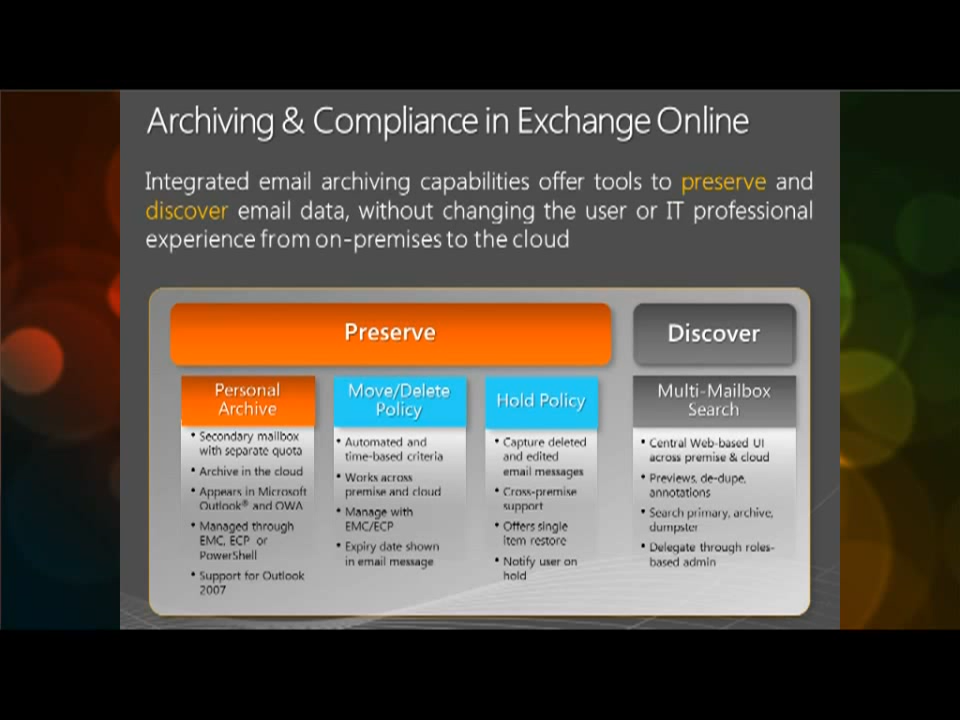 Archiving & Compliance in Exchange Online
Integrated email archiving capabilities offer tools to preserve and
discover email data, without changing the user or IT professional
experience from on-premises to the cloud
Preserve
Discover
Personal
Archive
• Secondary mailbox
with separate quota
• Archive in the cloud
• Appears in Microsoft
Outlook® and OWA
• Managed through
EMC, ECP or
PowerShell
• Support for Outlook
2007
Move/Delete
Policy
• Automated and
time-based criteria
• Works across
premise and cloud
• Manage with
EMC/ECP
• Expiry date shown
in email message
Hold Policy
• Capture deleted
and edited
email messages
• Cross-premise
support
• Offers single
item restore
• Notify user on
hold
Multi-Mailbox
Search
• Central Web-based UI
across premise & cloud
• Previews, de-dupe,
annotations
• Search primary, archive,
dumpster
• Delegate through roles-
based admin